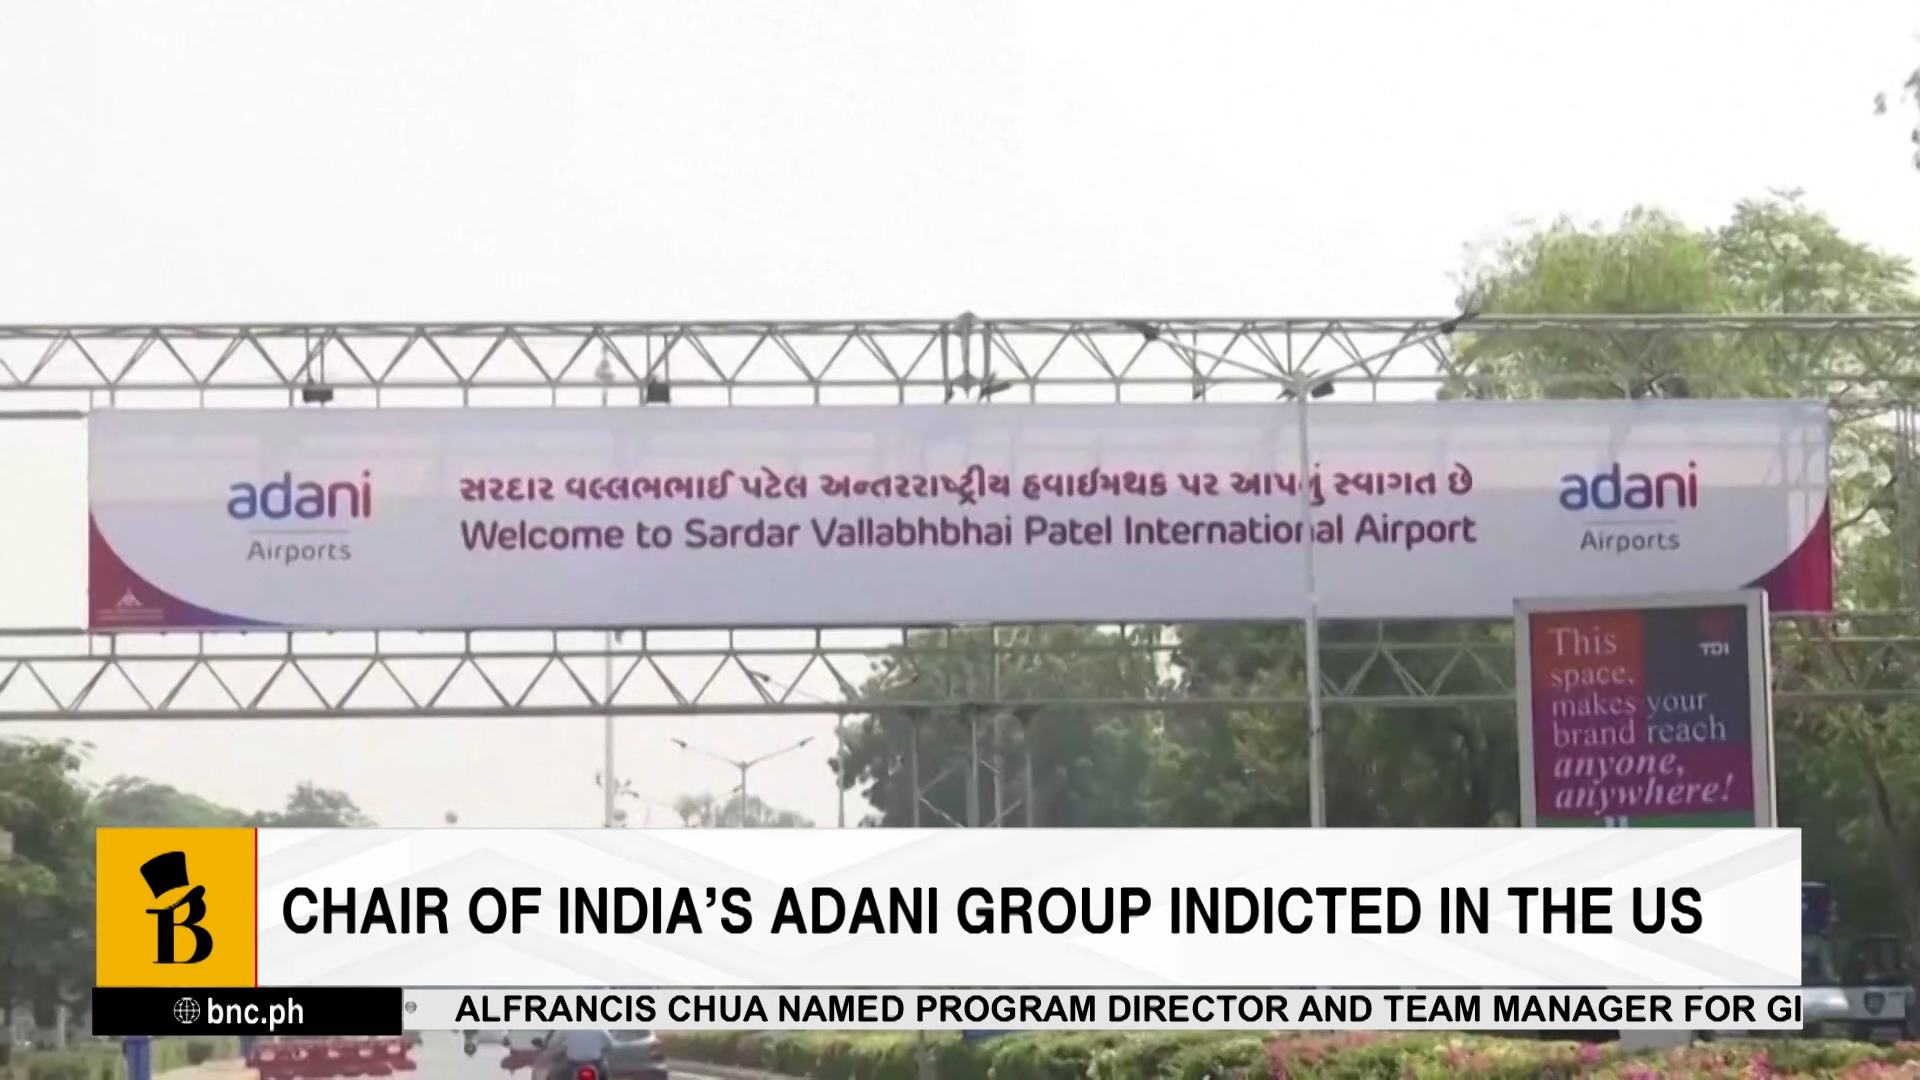 adani
Airports
સરદાર વલ્લભભાઈ પટેલ અન્તરરાષ્ટ્રીય હવાઈમથક પર આપનું સ્વાગત છે
Welcome to Sardar Vallabhbhai Patel International Airport
adani
Airports
This
space.
makes your
brand reach
anyone,
anywhere!
TDI
B
CHAIR OF INDIA’S ADANI GROUP INDICTED IN THE US
bnc.ph
ALFRANCIS CHUA NAMED PROGRAM DIRECTOR AND TEAM MANAGER FOR GI